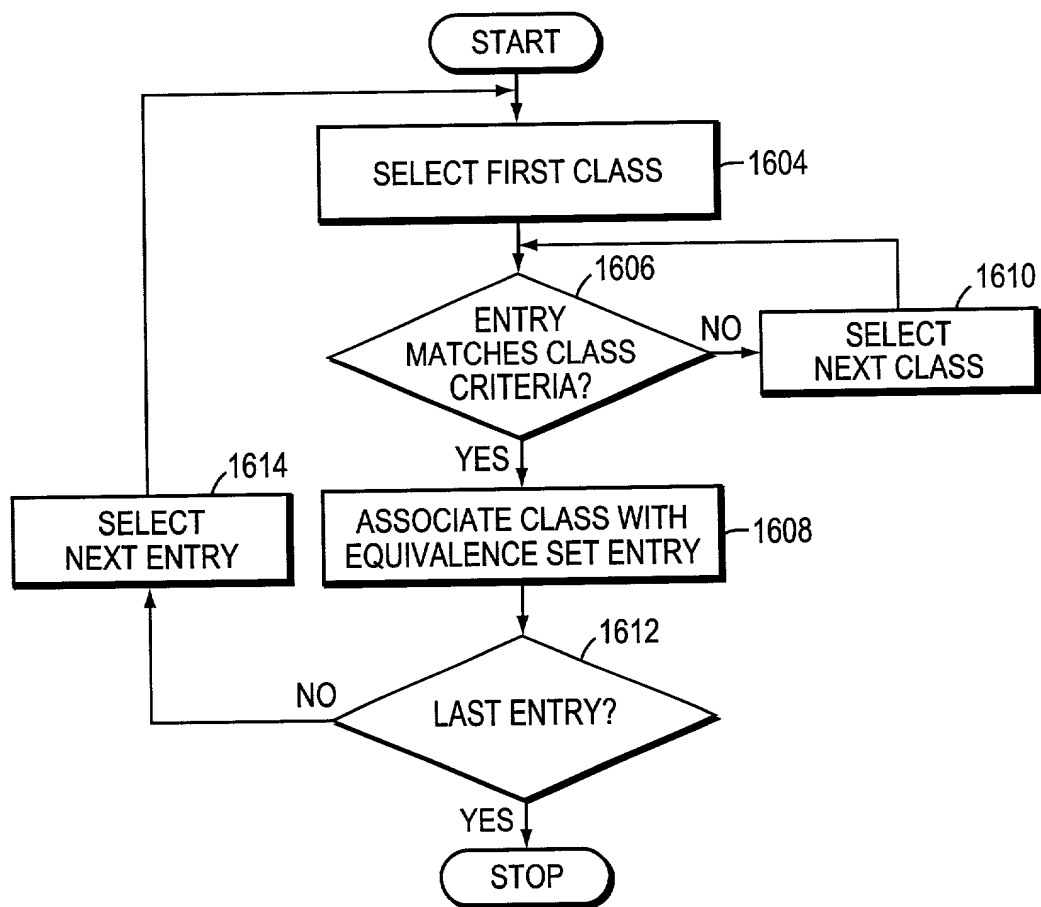 START
SELECT FIRST CLASS
1604
1606
ENTRY
MATCHES CLASS
CRITERIA?
NO
1610
SELECT
NEXT CLASS
YES
1614
SELECT
NEXT ENTRY
ASSOCIATE CLASS WITH
EQUIVALENCE SET ENTRY
1608
1612
NO
LAST ENTRY?
YES
STOP